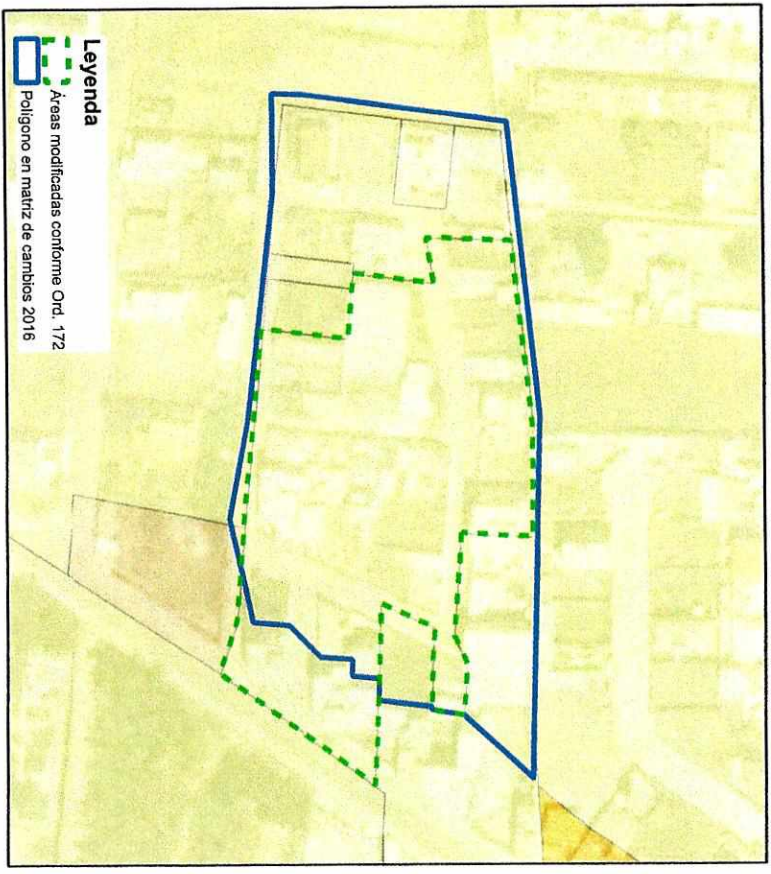 Leyenda
Áreas modificadas conforme Ord. 172
Polígono en matriz de cambios 2016